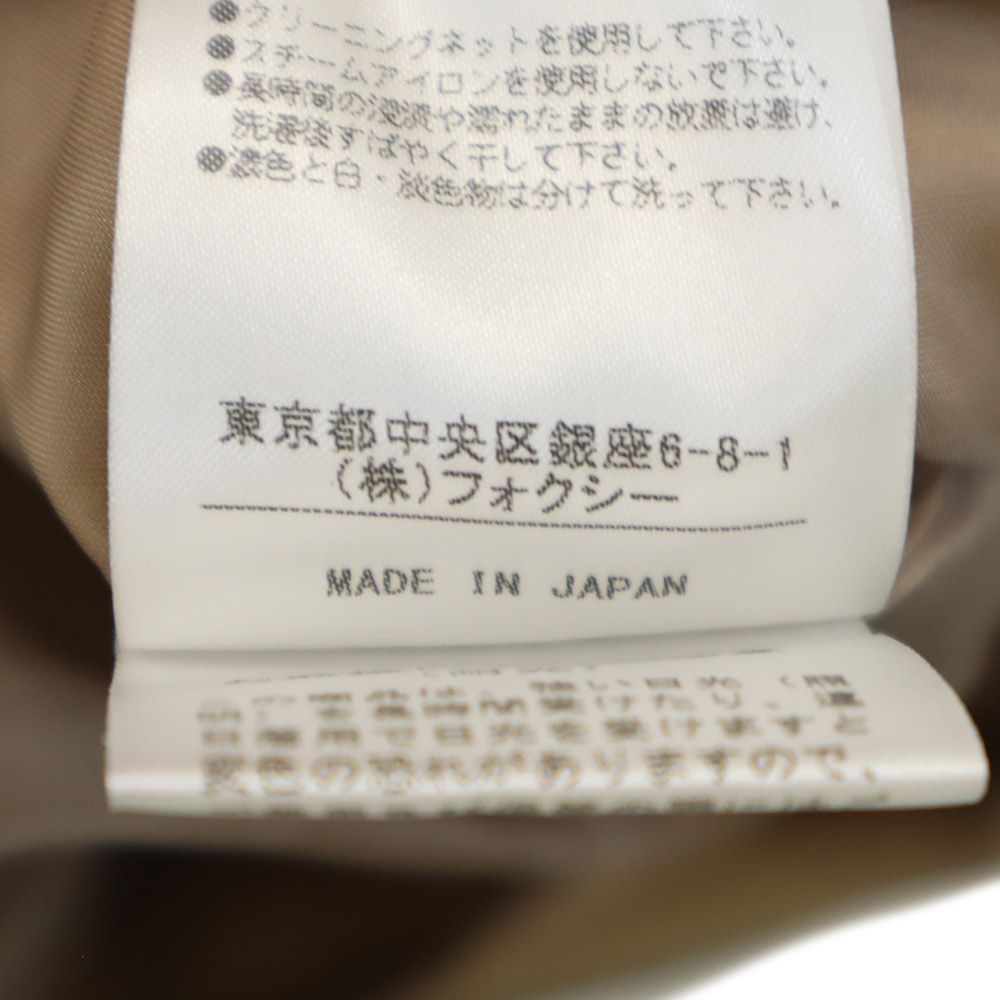 ●クリーニングネットを使用して下さい。
●スチームアイロンを使用しないで下さい。
●長時間の浸漬や濡れたままの放置は避け、
洗濯後すばやく干して下さい。
●濃色と白・淡色物は分けて洗って下さい。
東京都中央区銀座6-8-1
(株)フォクシー
MADE IN JAPAN
色の恐れがありますので、